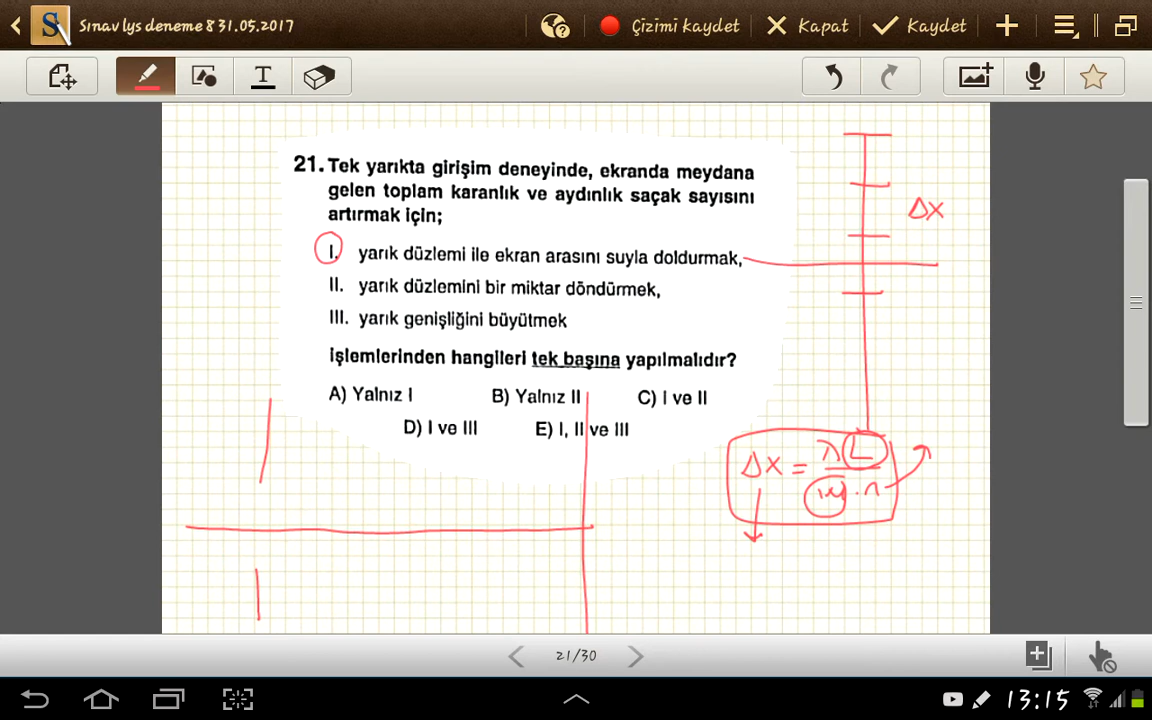 Sınav lys deneme 8 31.05.2017
Çizimi kaydet
Kapat
Kaydet
T
21. Tek yarıkta girişim deneyinde, ekranda meydana
gelen toplam karanlık ve aydınlık saçak sayısını
artırmak için;
I. yarık düzlemi ile ekran arasını suyla doldurmak,
II. yarık düzlemini bir miktar döndürmek,
III. yarık genişliğini büyütmek
işlemlerinden hangileri tek başına yapılmalıdır?
A) Yalnız I
B) Yalnız II
C) I ve II
D) I ve III
E) I, II ve III
Δx
Δx = λL
w.n
21/30
13:15